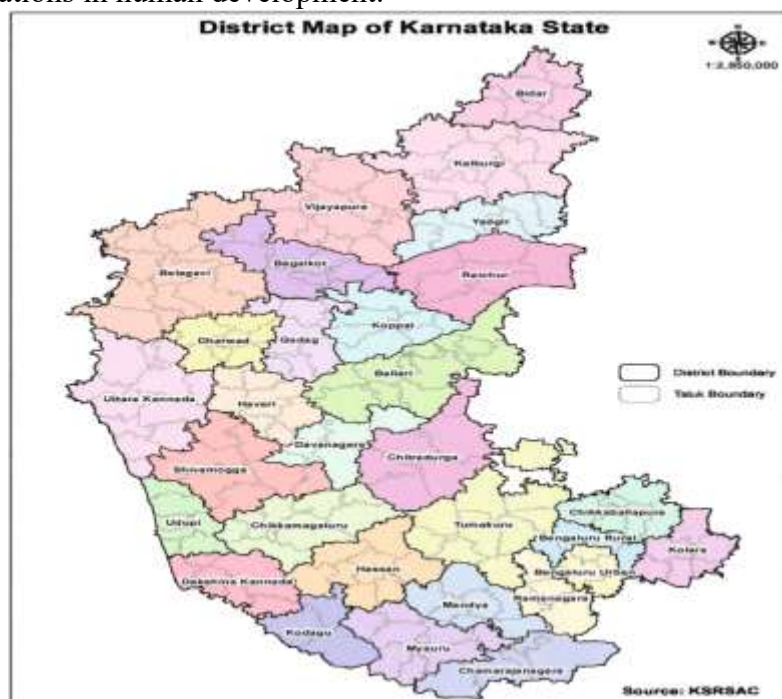 ations in human development.
District Map of Karnataka State
1:2,850,000
Bidar
Kalburgi
Vijayapura
Yadgir
Bagalkot
Belagavi
Raichur
Koppal
Dharwad
Gadag
Ballari
District Boundary
Taluk Boundary
Uttara Kannada
Haveri
Davanagere
Chitradurga
Shivamogga
Chikkaballapura
Udupi
Chikkamagaluru
Tumakuru
Bengaluru Rural
Kolara
Bengaluru Urban
Hassan
Dakshina Kannada
Ramanagara
Mandya
Kodagu
Mysuru
Chamarajanagara
Source: KSRSAC